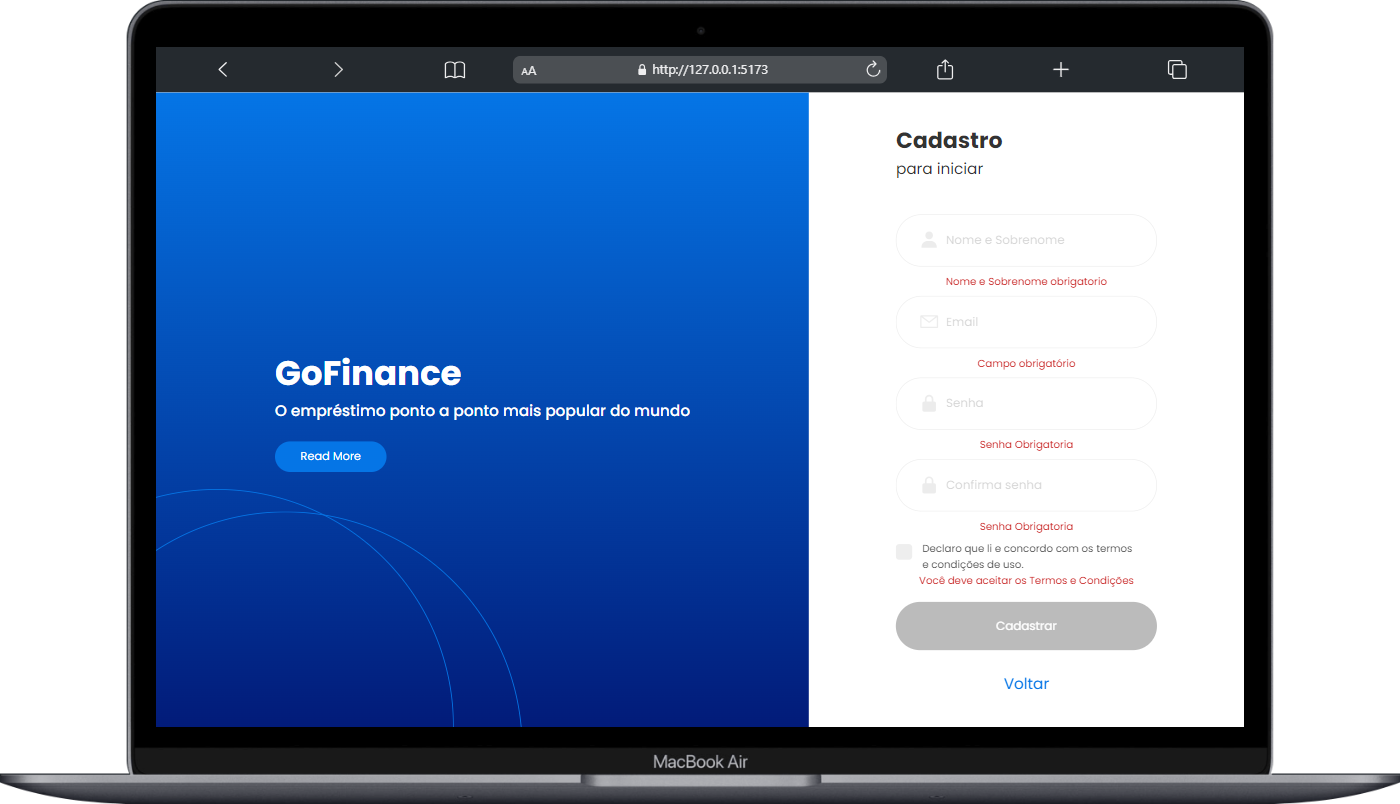 AA
http://127.0.0.1:5173
GoFinance
O empréstimo ponto a ponto mais popular do mundo
Read More
Cadastro
para iniciar
Nome e Sobrenome
Nome e Sobrenome obrigatorio
Email
Campo obrigatório
Senha
Senha Obrigatoria
Confirma senha
Senha Obrigatoria
Declaro que li e concordo com os termos
e condições de uso.
Você deve aceitar os Termos e Condições
Cadastrar
Voltar
MacBook Air